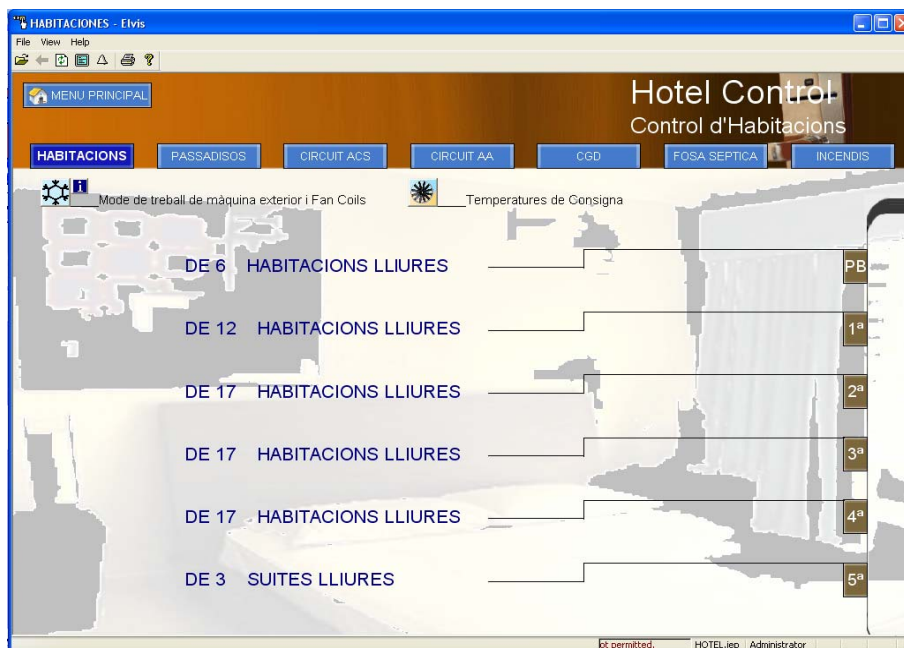 HABITACIONES - Elvis
File View Help
MENU PRINCIPAL
Hotel Control
Control d'Habitacions
HABITACIONS PASSADISOS CIRCUIT ACS CIRCUIT AA CGD FOSA SEPTICA INCENDIS
Mode de treball de màquina exterior i Fan Coils Temperatures de Consigna
DE 6 HABITACIONS LLIURES PB
DE 12 HABITACIONS LLIURES 1ª
DE 17 HABITACIONS LLIURES 2ª
DE 17 HABITACIONS LLIURES 3ª
DE 17 HABITACIONS LLIURES 4ª
DE 3 SUITES LLIURES 5ª
ot permitted. HOTEL.jep Administrator